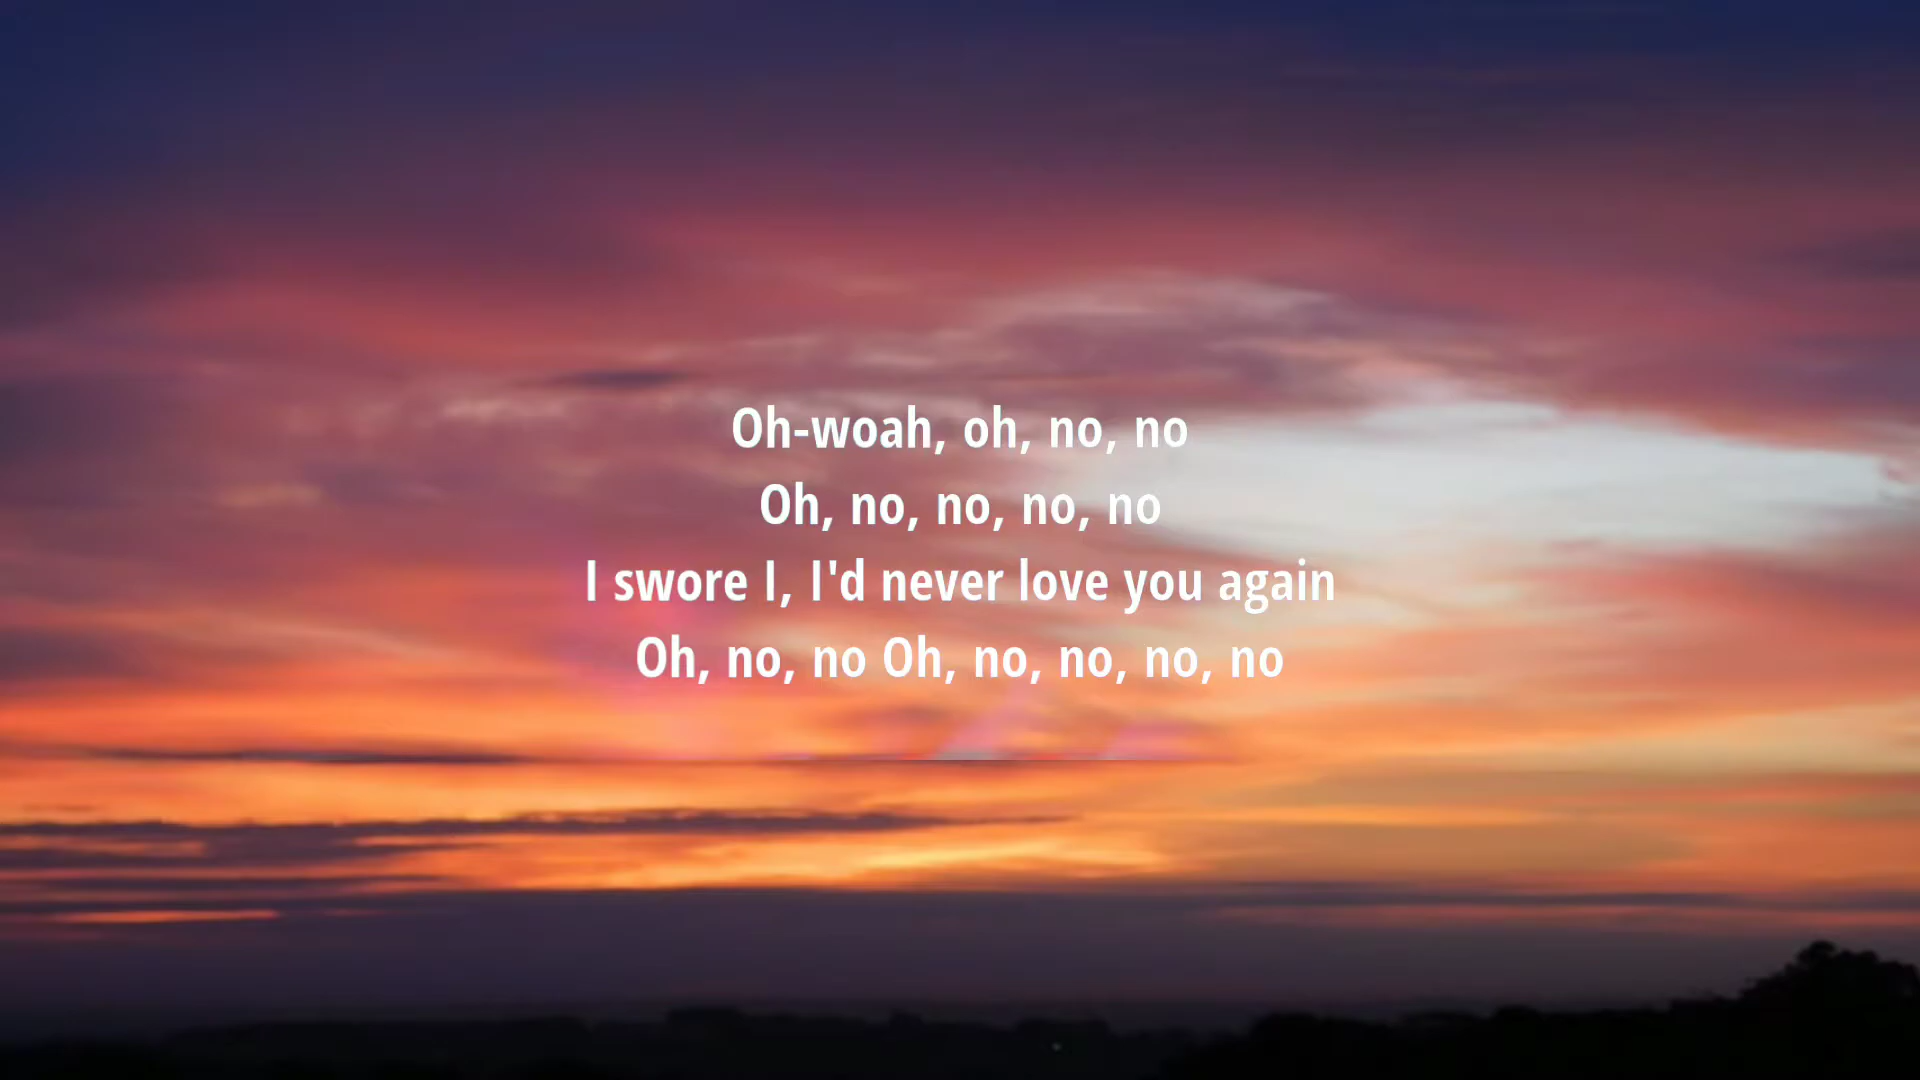 Oh-woah, oh, no, no
Oh, no, no, no, no
I swore I, I'd never love you again
Oh, no, no Oh, no, no, no, no